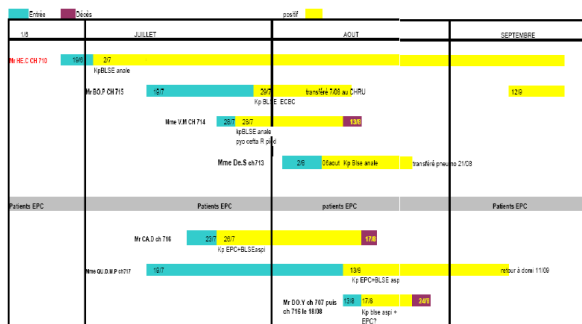 Entrée Décès positif
1/6 JUILLET AOUT SEPTEMBRE
Mr.HE.C CH 710 19/6 2/7
KpBLSE anale
Mr BO.P CH 715 19/7 29/7 transféré 7/08 au CHRU 12/9
Kp BLSE ECBC
Mme V.M CH 714 26/7 28/7 13/8
kpBLSE anale
pyo cefta R pied
Mme De.S ch713 2/8 06aout Kp Blse anale transféré pneumo 21/08
Patients EPC Patients EPC patients EPC Patients EPC
Mr CA.D ch 716 23/7 28/7 17/8
Kp EPC+BLSEaspi
Mme QU.D.M.P ch717 19/7 13/8 retour à domi 11/09
Kp EPC+BLSE asp
Mr DO.Y ch 707 puis ch 716 le 18/08 13/8 17/8 24/8
Kp blse aspi +
EPC?